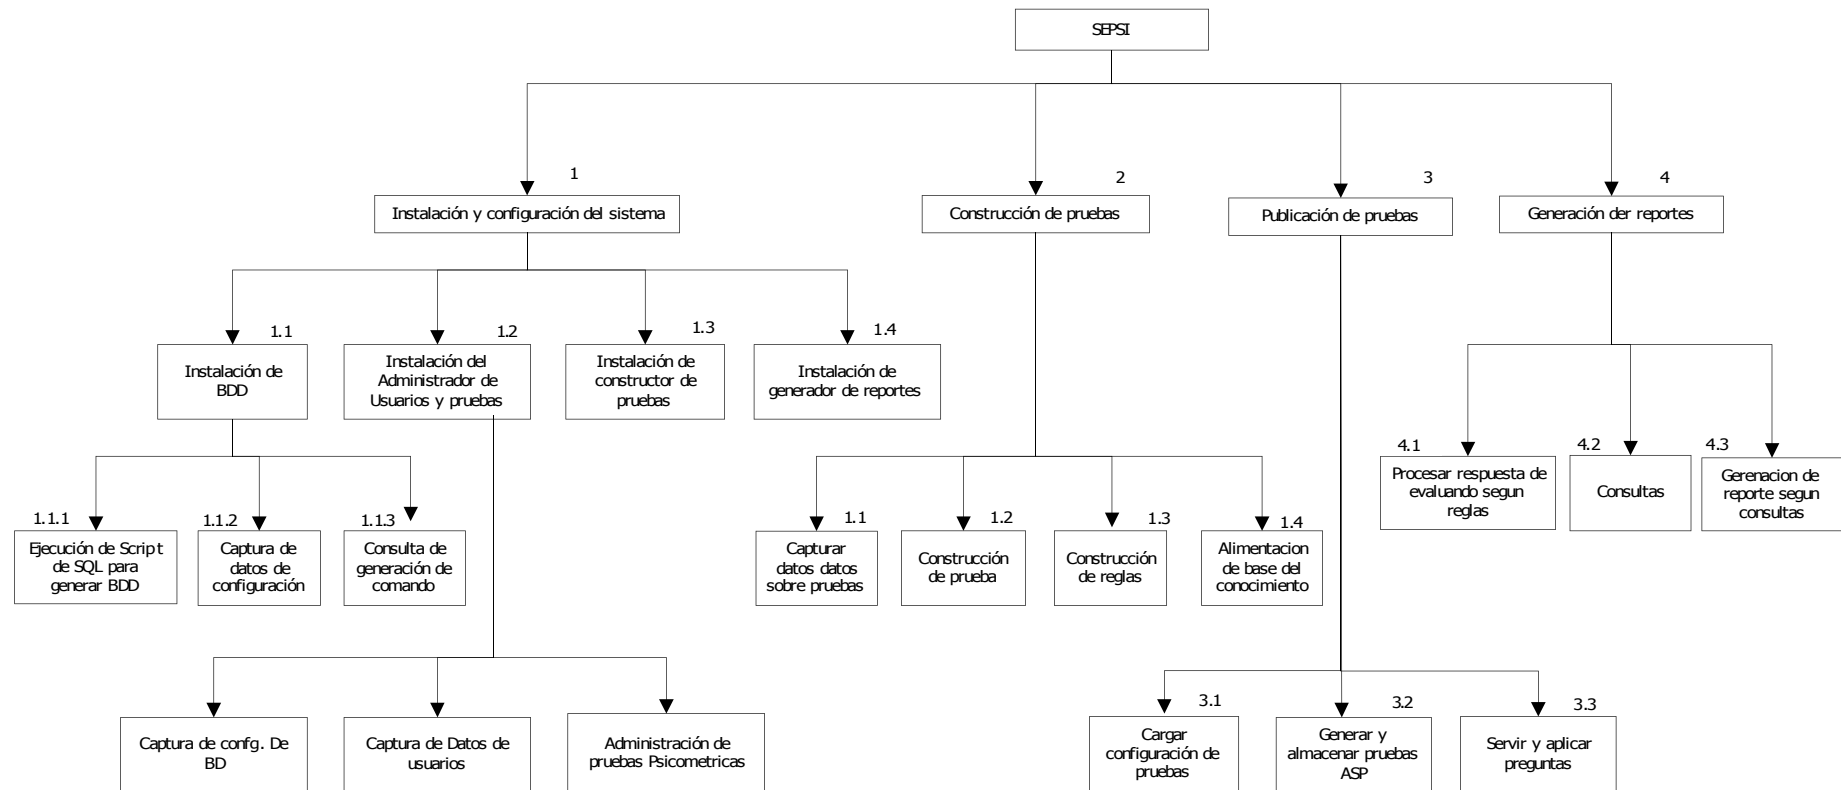 SEPSI
1
Instalación y configuración del sistema
2
Construcción de pruebas
3
Publicación de pruebas
4
Generación der reportes
1.1
Instalación de
BDD
1.2
Instalación del
Administrador de
Usuarios y pruebas
1.3
Instalación de
constructor de
pruebas
1.4
Instalación de
generador de reportes
4.1
Procesar respuesta de
evaluando segun
reglas
4.2
Consultas
4.3
Gerenacion de
reporte segun
consultas
1.1.1
Ejecución de Script
de SQL para
generar BDD
1.1.2
Captura de
datos de
configuración
1.1.3
Consulta de
generación de
comando
1.1
Capturar
datos datos
sobre pruebas
1.2
Construcción
de prueba
1.3
Construcción
de reglas
1.4
Alimentacion
de base del
conocimiento
Captura de confg. De
BD
Captura de Datos de
usuarios
Administración de
pruebas Psicometricas
3.1
Cargar
configuración de
pruebas
3.2
Generar y
almacenar pruebas
ASP
3.3
Servir y aplicar
preguntas